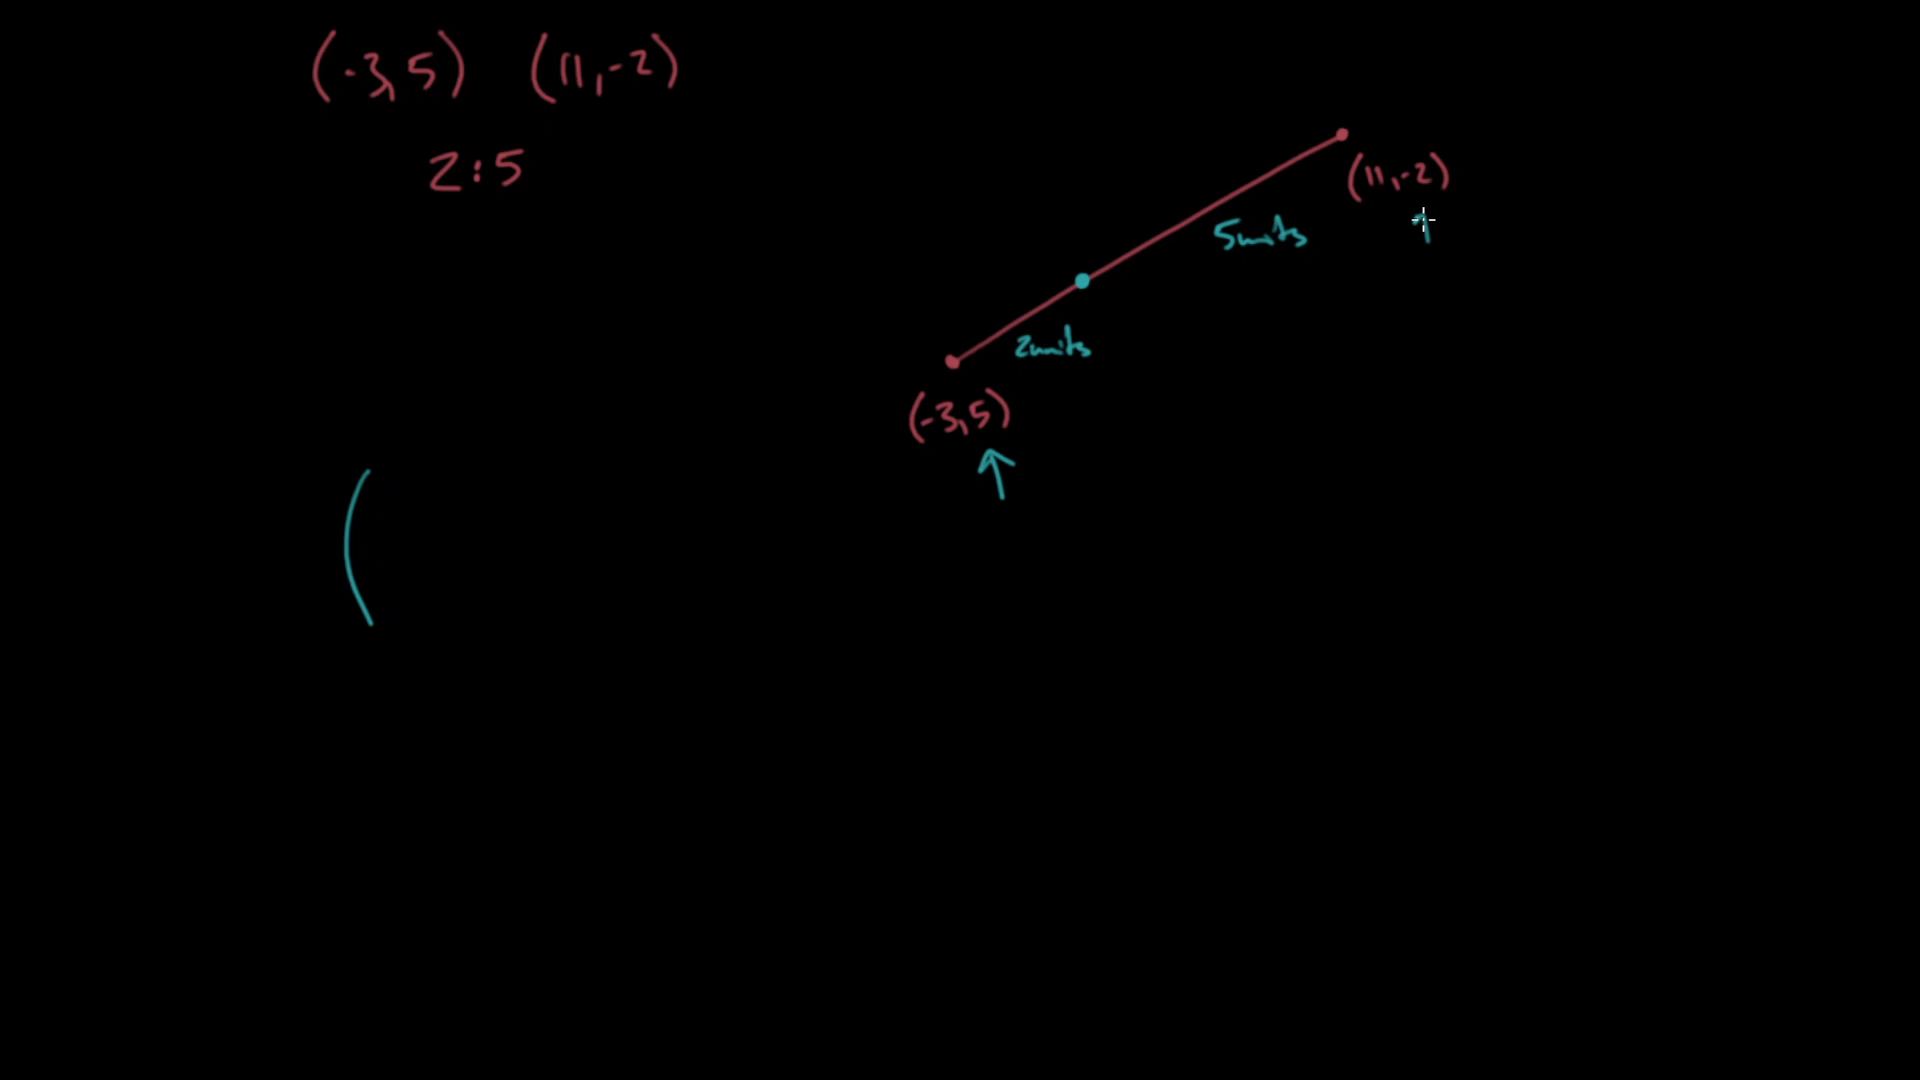 (-3,5) (11,-2)
2:5
(11,-2)
5units
2units
(-3,5)
(